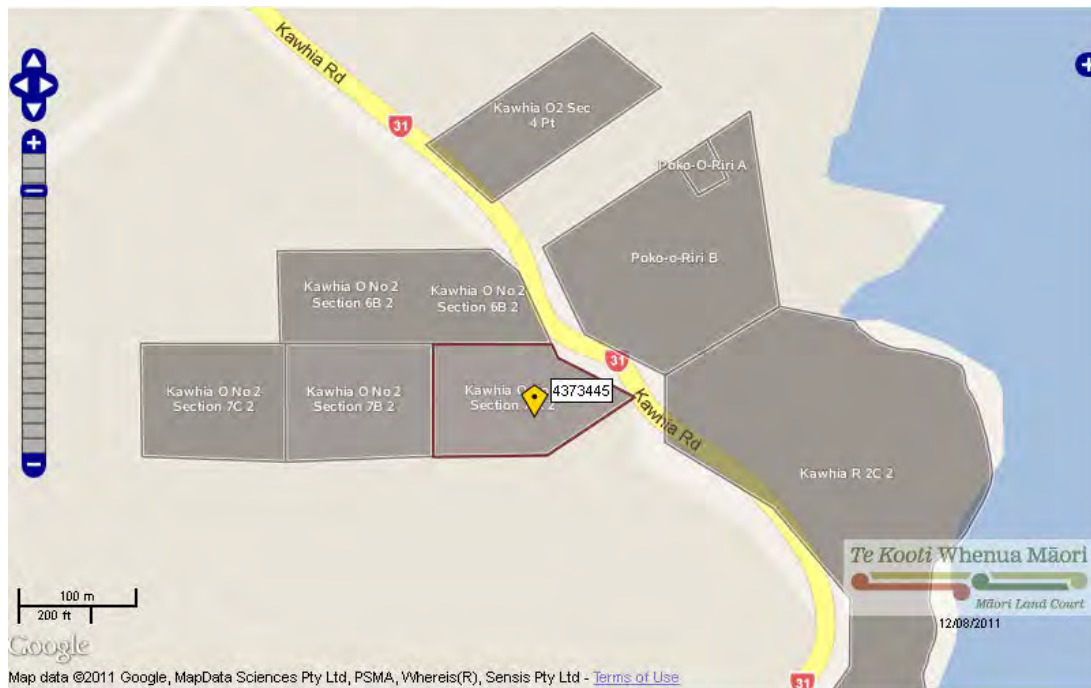 Kawhia Rd
31
Kawhia O2 Sec
4 Pt
Poko-O-Riri A
Poko-o-Riri B
Kawhia O No 2
Section 6B 2
Kawhia O No 2
Section 6B 2
31
Kawhia O No 2
Section 7C 2
Kawhia O No 2
Section 7B 2
Kawhia O
Section
2
4373445
Kawhia Rd
Kawhia R 2C 2
Te Kooti Whenua Māori
Māori Land Court
12/08/2011
100 m
200 ft
Google
31
Map data ©2011 Google, MapData Sciences Pty Ltd, PSMA, Whereis(R), Sensis Pty Ltd - Terms of Use